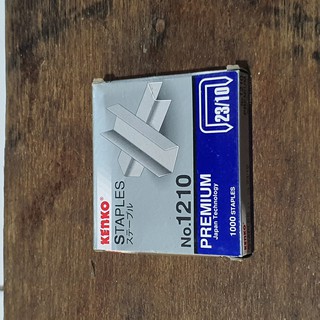 KENKO®
STAPLES
ステープル
No.1210
PREMIUM
Japan Technology
1000 STAPLES
23/10